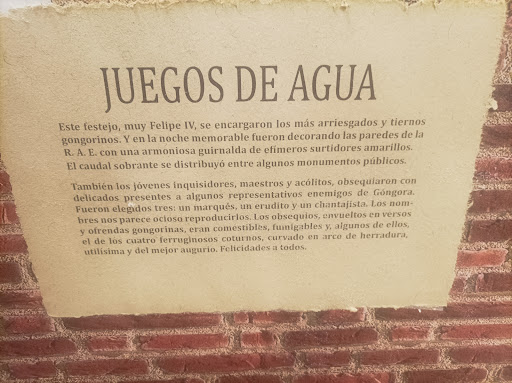 JUEGOS DE AGUA
Este festejo, muy Felipe IV, se encargaron los más arriesgados y tiernos
gongorinos. Y en la noche memorable fueron decorando las paredes de la
R. A. E. con una armoniosa guirnalda de efímeros surtidores amarillos.
El caudal sobrante se distribuyó entre algunos monumentos públicos.
También los jóvenes inquisidores, maestros y acólitos, obsequiaron con
delicados presentes a algunos representativos enemigos de Góngora.
Fueron elegidos tres: un marqués, un erudito y un chantajista. Los nom-
bres nos parece ocioso reproducirlos. Los obsequios, envueltos en versos
y ofrendas gongorinas, eran comestibles, fumigables y, algunos de ellos,
el de los cuatro ferruginosos coturnos, curvado en arco de herradura,
utilísima y del mejor augurio. Felicidades a todos.